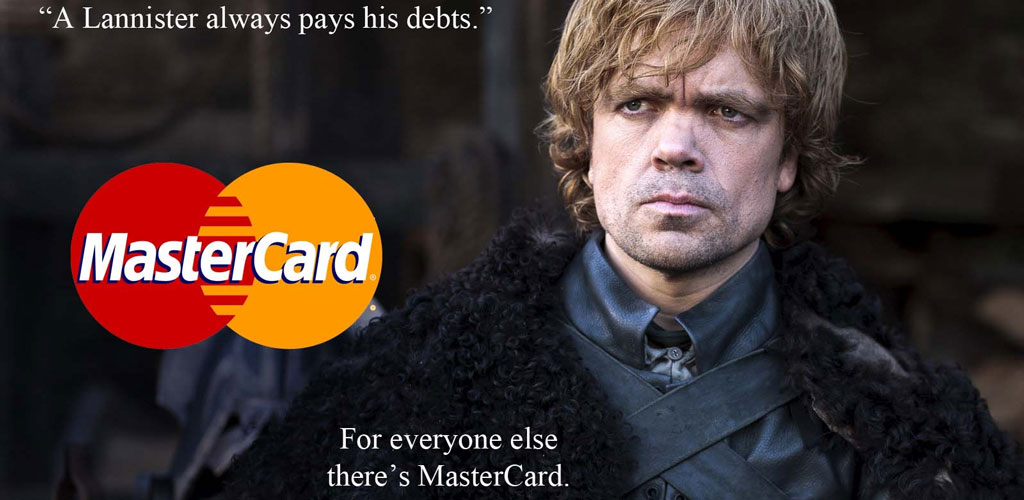 “A Lannister always pays his debts.”
MasterCard
For everyone else
there’s MasterCard.